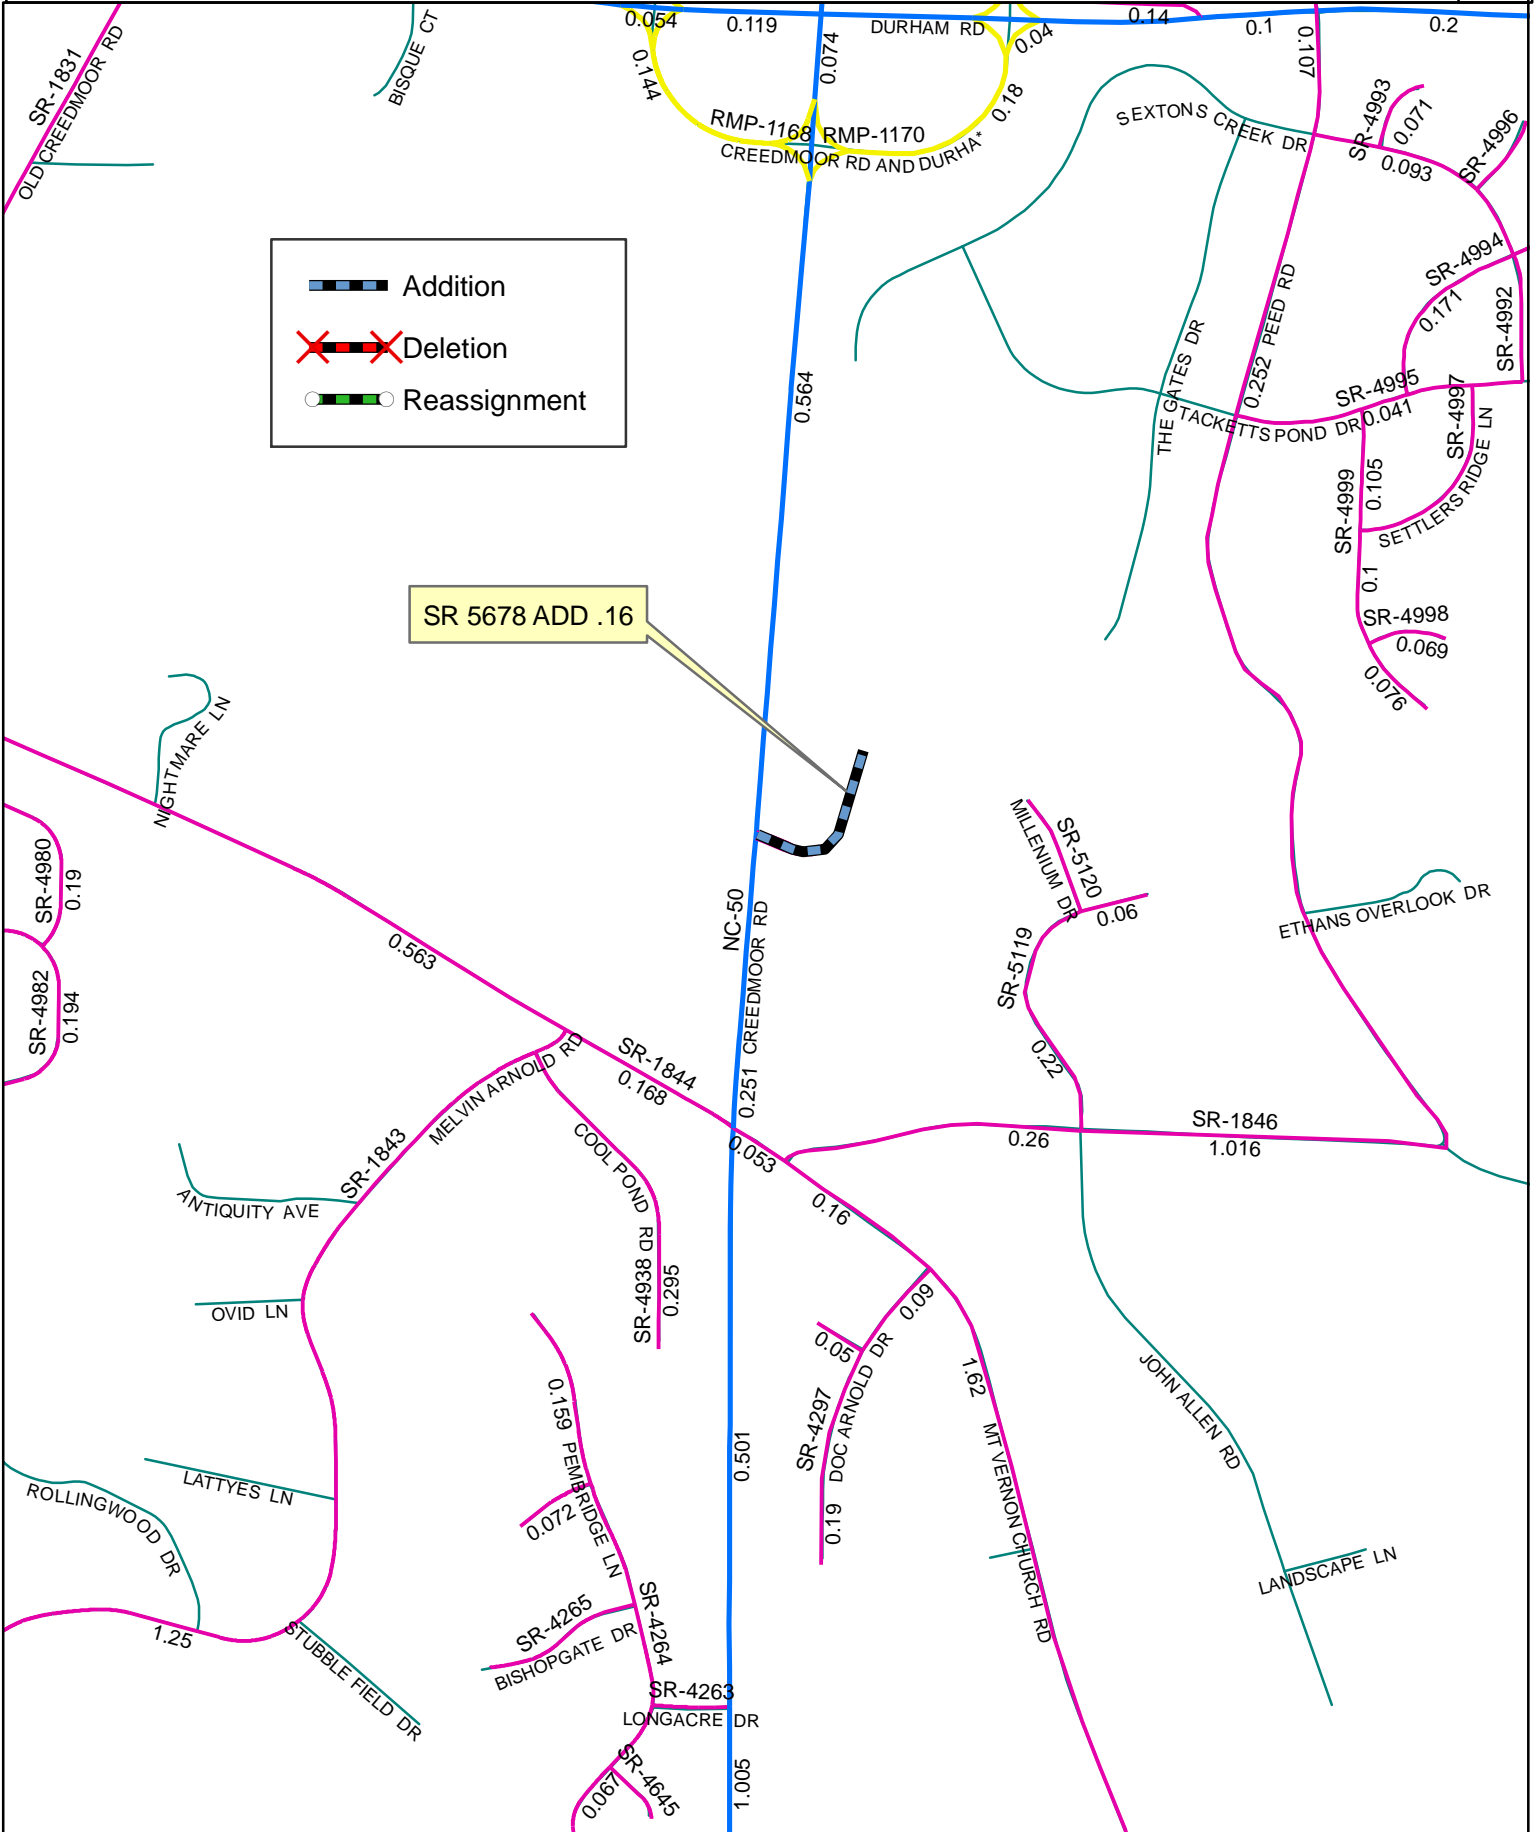 SR-1831
OLD CREEDMOOR RD
BISQUE CT
0.054
0.119
DURHAM RD
0.04
0.14
0.1
0.2
0.144
0.074
0.18
0.107
RMP-1168
RMP-1170
CREEDMOOR RD AND DURHA*
SEXTONS CREEK DR
SR-4993
0.071
0.093
SR-4996
Addition
Deletion
Reassignment
0.564
THE GATES DR
0.252 PEED RD
SR-4994
0.171
SR-4992
SR-4995
0.041
TACKETTS POND DR
SR-4997
SETTLERS RIDGE LN
SR-4999
0.105
0.1
SR-4998
0.069
0.076
SR 5678 ADD .16
NIGHTMARE LN
SR-4980
0.19
SR-4982
0.194
0.563
NC-50
0.251 CREEDMOOR RD
MILLENIUM DR
SR-5120
0.06
SR-5119
0.22
ETHANS OVERLOOK DR
MELVIN ARNOLD RD
SR-1844
0.168
0.053
0.26
SR-1846
1.016
SR-1843
COOL POND RD
SR-4938
0.295
ANTIQUITY AVE
0.16
OVID LN
0.09
0.05
SR-4297
DOC ARNOLD DR
0.19
1.62
MT VERNON CHURCH RD
JOHN ALLEN RD
0.159 PEMBRIDGE LN
0.072
0.501
LATTYES LN
ROLLINGWOOD DR
LANDSCAPE LN
1.25
STUBBLE FIELD DR
SR-4265
BISHOPGATE DR
SR-4264
SR-4263
LONGACRE DR
SR-4645
0.067
1.005